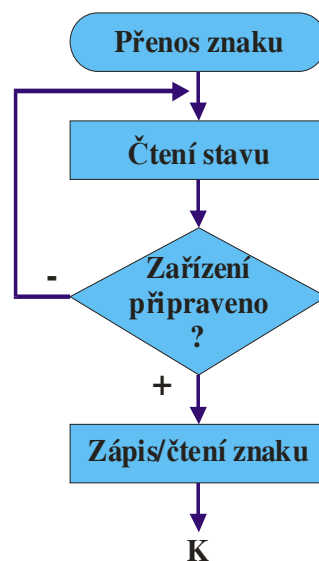 Přenos znaku
Čtení stavu
Zařízení
připraveno
?
-
+
Zápis/čtení znaku
K